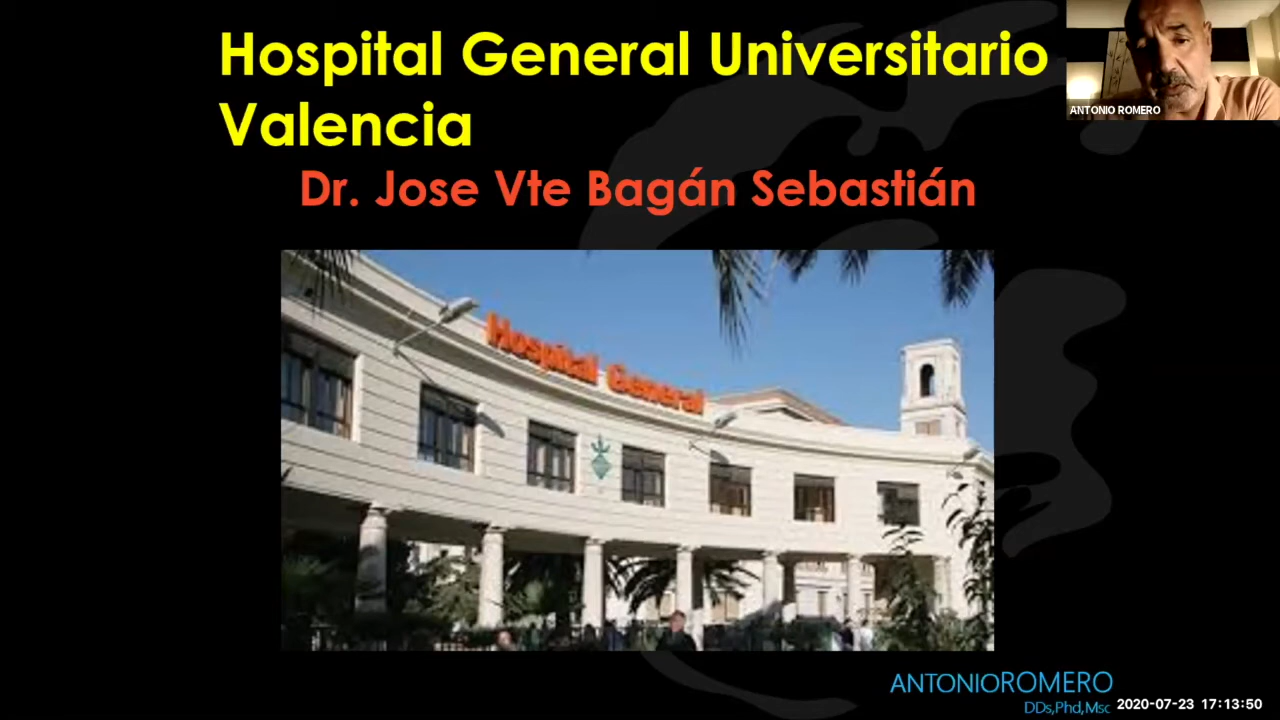 Hospital General Universitario
Valencia
Dr. Jose Vte Bagán Sebastián
ANTONIO ROMERO
Hospital General
ANTONIOROMERO
DDs,Phd,Msc
2020-07-23 17:13:50